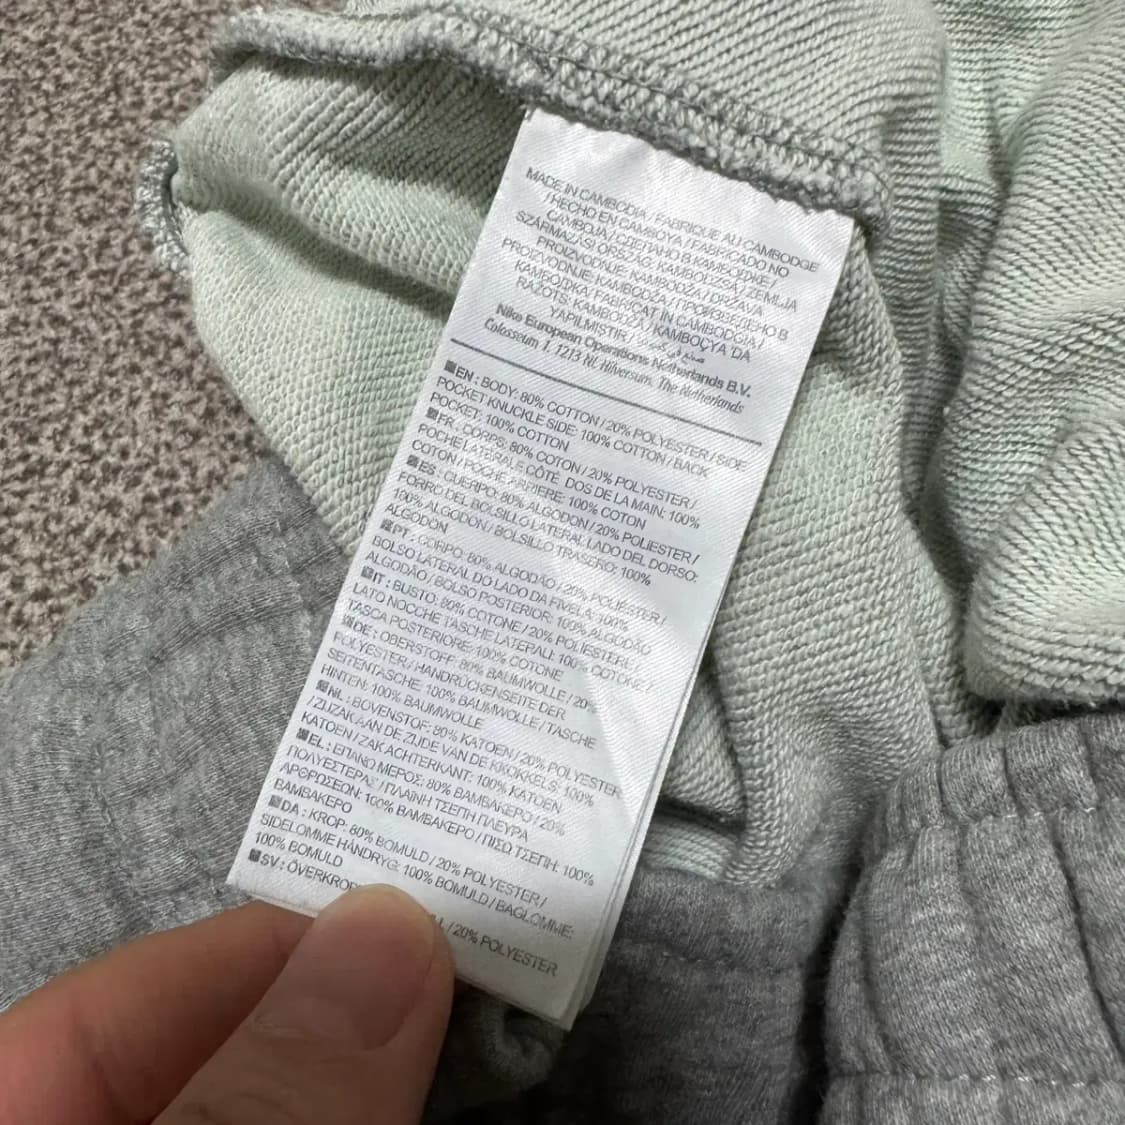 MADE IN CAMBODIA / FABRIQUE AU CAMBODGE
/ HECHO EN CAMBOYA / FABRICADO NO
CAMBOJA / СДЕЛАНО В КАМБОДЖЕ /
SZÁRMAZÁSI ORSZÁG: KAMBODZSA / ZEMLJA
PROIZVODNJE: KAMBODŽA / DRŽAVA
PROIZVODNJE: KAMBODŽA / ПРОИЗВЕДЕНО В
КАМБОДЖА / FABRICAT ÎN CAMBODGIA /
RAŽOTS: KAMBODŽĀ / KAMBOÇYA 'DA
YAPILMIŞTIR /
Nike European Operations Netherlands B.V.
Colosseum 1, 1213 NL Hilversum, The Netherlands
EN : BODY: 80% COTTON / 20% POLYESTER / SIDE
POCKET KNUCKLE SIDE: 100% COTTON / BACK
POCKET: 100% COTTON
FR : CORPS: 80% COTON / 20% POLYESTER /
POCHE LATÉRALE CÔTÉ DOS DE LA MAIN: 100%
COTON / POCHE ARRIERE: 100% COTON
ES : CUERPO: 80% ALGODON / 20% POLIESTER /
FORRO DEL BOLSILLO LATERAL LADO DEL DORSO:
100% ALGODON / BOLSILLO TRASERO: 100%
ALGODON
PT : CORPO: 80% ALGODÃO / 20% POLIÉSTER /
BOLSO LATERAL DO LADO DA FIVELA: 100%
ALGODÃO / BOLSO POSTERIOR: 100% ALGODÃO
IT : BUSTO: 80% COTONE / 20% POLIESTERE /
LATO NOCCHE TASCHE LATERALI: 100% COTONE /
TASCA POSTERIORE: 100% COTONE
DE : OBERSTOFF: 80% BAUMWOLLE / 20%
POLYESTER / HANDRÜCKENSEITE DER
SEITENTASCHE: 100% BAUMWOLLE / TASCHE
HINTEN: 100% BAUMWOLLE
NL : BOVENSTOF: 80% KATOEN / 20% POLYESTER
/ ZIJZAK AAN DE ZIJDE VAN DE KKOKKELS: 100%
KATOEN / ZAK ACHTERKANT: 100% KATOEN
EL : ΕΠΑΝΩ ΜΕΡΟΣ: 80% ΒΑΜΒΑΚΕΡΟ / 20%
ΠΟΛΥΕΣΤΕΡΑΣ / ΠΛΑΪΝΗ ΤΣΕΠΗ ΠΛΕΥΡΑ
ΑΡΘΡΩΣΕΩΝ: 100% ΒΑΜΒΑΚΕΡΟ / ΠΙΣΩ ΤΣΕΠΗ: 100%
ΒΑΜΒΑΚΕΡΟ
DA : KROP: 80% BOMULD / 20% POLYESTER /
SIDELOMME HÅNDRYG: 100% BOMULD / BAGLOMME:
100% BOMULD
SV : ÖVERKROP
/ 20% POLYESTER